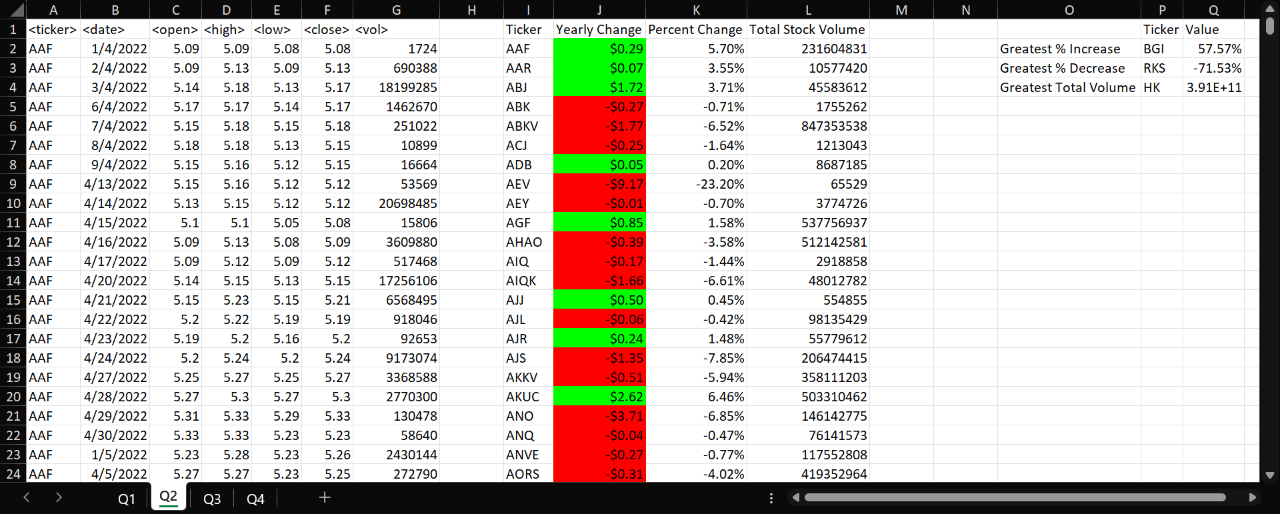 A B C D E F G H I J K L M N O P Q
1 <ticker> <date> <open> <high> <low> <close> <vol> Ticker Yearly Change Percent Change Total Stock Volume Ticker Value
2 AAF 1/4/2022 5.09 5.09 5.08 5.08 1724 AAF $0.29 5.70% 231604831 Greatest % Increase BGI 57.57%
3 AAF 2/4/2022 5.09 5.13 5.09 5.13 690388 AAR $0.07 3.55% 10577420 Greatest % Decrease RKS -71.53%
4 AAF 3/4/2022 5.14 5.18 5.13 5.17 18199285 ABJ $1.72 3.71% 45583612 Greatest Total Volume HK 3.91E+11
5 AAF 6/4/2022 5.17 5.17 5.14 5.17 1462670 ABK -$0.27 -0.71% 1755262
6 AAF 7/4/2022 5.15 5.18 5.15 5.18 251022 ABKV -$1.77 -6.52% 847353538
7 AAF 8/4/2022 5.18 5.18 5.13 5.15 10899 ACJ -$0.25 -1.64% 1213043
8 AAF 9/4/2022 5.15 5.16 5.12 5.15 16664 ADB $0.05 0.20% 8687185
9 AAF 4/13/2022 5.15 5.16 5.12 5.12 53569 AEV -$9.17 -23.20% 65529
10 AAF 4/14/2022 5.13 5.15 5.12 5.12 20698485 AEY -$0.01 -0.70% 3774726
11 AAF 4/15/2022 5.1 5.1 5.05 5.08 15806 AGF $0.85 1.58% 537756937
12 AAF 4/16/2022 5.09 5.13 5.08 5.09 3609880 AHAO -$0.39 -3.58% 512142581
13 AAF 4/17/2022 5.09 5.12 5.09 5.12 517468 AIQ -$0.17 -1.44% 2918858
14 AAF 4/20/2022 5.14 5.15 5.13 5.15 17256106 AIQK -$1.66 -6.61% 48012782
15 AAF 4/21/2022 5.15 5.23 5.15 5.21 6568495 AJJ $0.50 0.45% 554855
16 AAF 4/22/2022 5.2 5.22 5.19 5.19 918046 AJL -$0.06 -0.42% 98135429
17 AAF 4/23/2022 5.19 5.2 5.16 5.2 92653 AJR $0.24 1.48% 55779612
18 AAF 4/24/2022 5.2 5.24 5.2 5.24 9173074 AJS -$1.35 -7.85% 206474415
19 AAF 4/27/2022 5.25 5.27 5.25 5.27 3368588 AKKV -$0.51 -5.94% 358111203
20 AAF 4/28/2022 5.27 5.3 5.27 5.3 2770300 AKUC $2.62 6.46% 503310462
21 AAF 4/29/2022 5.31 5.33 5.29 5.33 130478 ANO -$3.71 -6.85% 146142775
22 AAF 4/30/2022 5.33 5.33 5.23 5.23 58640 ANQ -$0.04 -0.47% 76141573
23 AAF 1/5/2022 5.23 5.28 5.23 5.26 2430144 ANVE -$0.27 -0.77% 117552808
24 AAF 4/5/2022 5.27 5.27 5.23 5.25 272790 AORS -$0.31 -4.02% 419352964
Q1 Q2 Q3 Q4